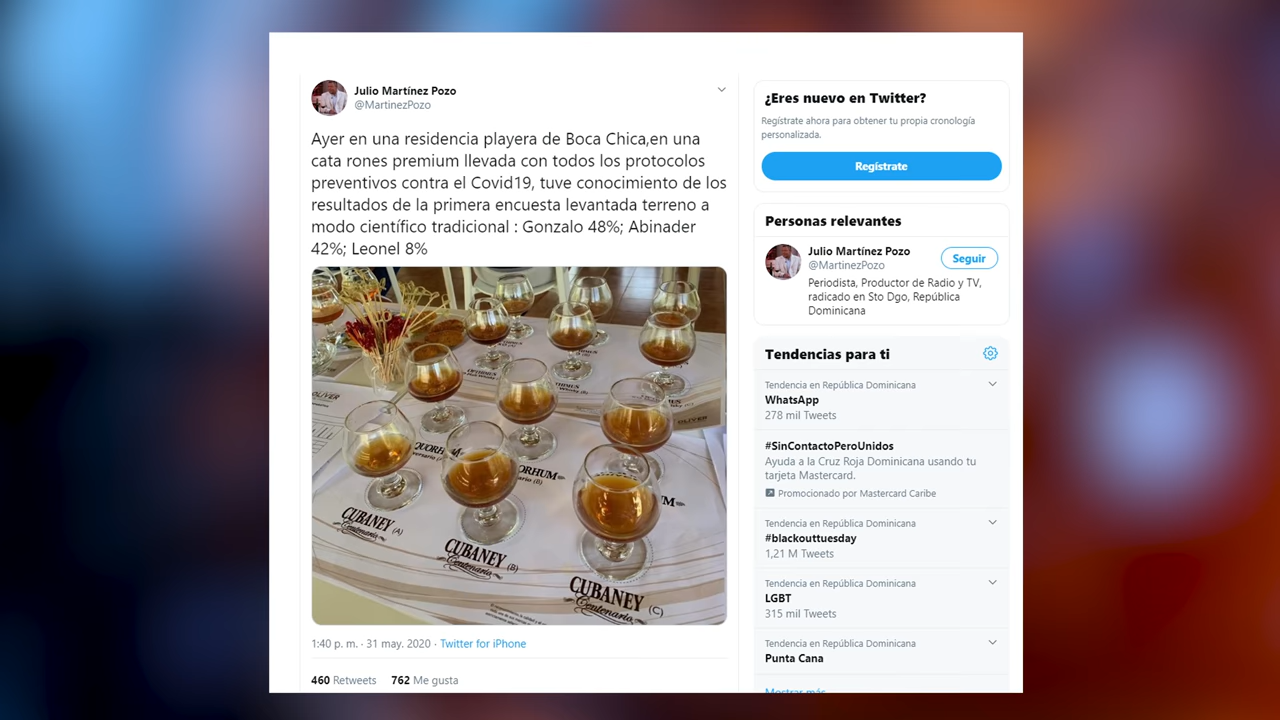 Julio Martínez Pozo
@MartinezPozo
Ayer en una residencia playera de Boca Chica,en una
cata rones premium llevada con todos los protocolos
preventivos contra el Covid19, tuve conocimiento de los
resultados de la primera encuesta levantada terreno a
modo científico tradicional : Gonzalo 48%; Abinader
42%; Leonel 8%
OLIVER
CUBANEY
Centenario (A)
CUBANEY
Centenario (B)
CUBANEY
Centenario (C)
1:40 p. m. · 31 may. 2020 · Twitter for iPhone
460 Retweets 762 Me gusta
¿Eres nuevo en Twitter?
Regístrate ahora para obtener tu propia cronología
personalizada.
Regístrate
Personas relevantes
Julio Martínez Pozo
@MartinezPozo
Seguir
Periodista, Productor de Radio y TV,
radicado en Sto Dgo, República
Dominicana
Tendencias para ti
Tendencia en República Dominicana
WhatsApp
278 mil Tweets
#SinContactoPeroUnidos
Ayuda a la Cruz Roja Dominicana usando tu
tarjeta Mastercard.
Promocionado por Mastercard Caribe
Tendencia en República Dominicana
#blackouttuesday
1,21 M Tweets
Tendencia en República Dominicana
LGBT
315 mil Tweets
Tendencia en República Dominicana
Punta Cana
Mostrar más